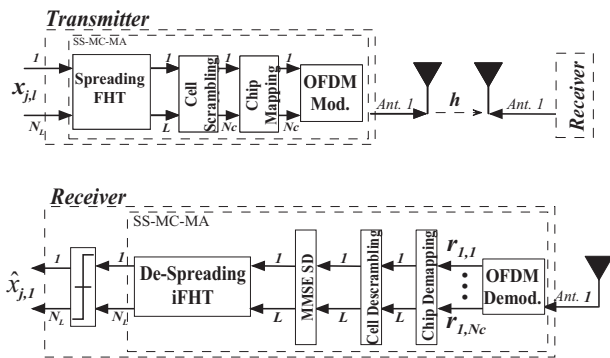 Transmitter
SS-MC-MA
1
x_{j,l}
N_L
Spreading
FHT
1
L
Cell
Scrambling
1
Nc
Chip
Mapping
1
Nc
OFDM
Mod.
Ant. 1
h
Ant. 1
Receiver
Receiver
SS-MC-MA
1
x̂_{j,1}
N_L
1
N_L
De-Spreading
iFHT
1
L
MMSE SD
1
L
Cell Descrambling
1
L
Chip Demapping
r_{1,1}
r_{1,Nc}
OFDM
Demod.
Ant. 1